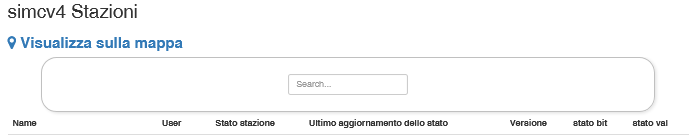 simcv4 Stazioni
Visualizza sulla mappa
Search...
Name User Stato stazione Ultimo aggiornamento dello stato Versione stato bit stato val